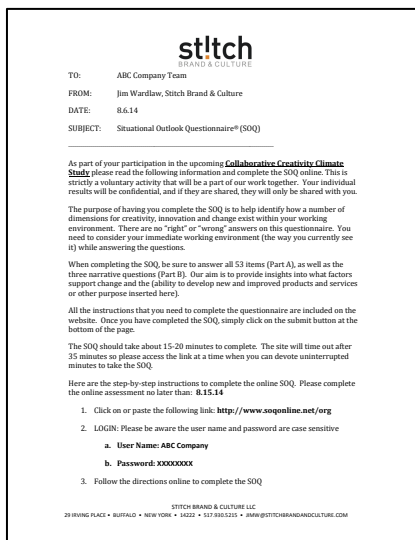 st!tch
BRAND & CULTURE
TO: ABC Company Team
FROM: Jim Wardlaw, Stitch Brand & Culture
DATE: 8.6.14
SUBJECT: Situational Outlook Questionnaire® (SOQ)
As part of your participation in the upcoming Collaborative Creativity Climate
Study please read the following information and complete the SOQ online. This is
strictly a voluntary activity that will be a part of our work together. Your individual
results will be confidential, and if they are shared, they will only be shared with you.
The purpose of having you complete the SOQ is to help identify how a number of
dimensions for creativity, innovation and change exist within your working
environment. There are no "right" or "wrong" answers on this questionnaire. You
need to consider your immediate working environment (the way you currently see
it) while answering the questions.
When completing the SOQ, be sure to answer all 53 items (Part A), as well as the
three narrative questions (Part B). Our aim is to provide insights into what factors
support change and the (ability to develop new and improved products and services
or other purpose inserted here).
All the instructions that you need to complete the questionnaire are included on the
website. Once you have completed the SOQ, simply click on the submit button at the
bottom of the page.
The SOQ should take about 15-20 minutes to complete. The site will time out after
35 minutes so please access the link at a time when you can devote uninterrupted
minutes to take the SOQ.
Here are the step-by-step instructions to complete the online SOQ. Please complete
the online assessment no later than: 8.15.14
1. Click on or paste the following link: http://www.soqonline.net/org
2. LOGIN: Please be aware the user name and password are case sensitive
a. User Name: ABC Company
b. Password: XXXXXXXX
3. Follow the directions online to complete the SOQ
STITCH BRAND & CULTURE LLC
29 IRVING PLACE • BUFFALO • NEW YORK • 14222 • 517.930.5215 • JIMW@STITCHBRANDANDCULTURE.COM